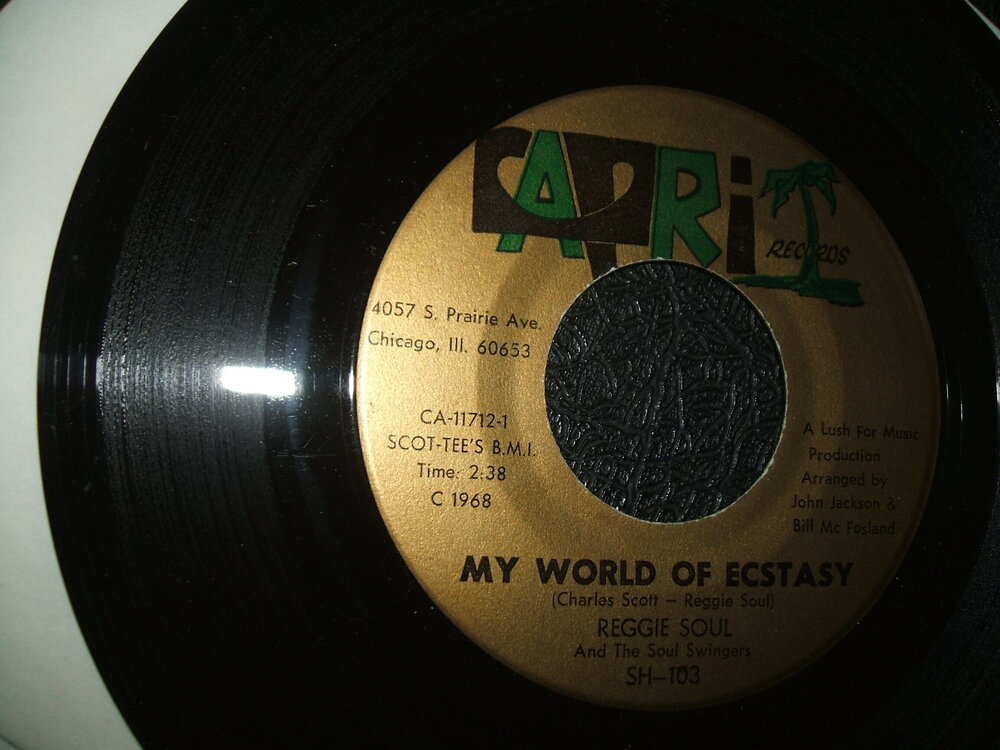 CAPRI
RECORDS
4057 S. Prairie Ave.
Chicago, Ill. 60653
CA-11712-1
SCOT-TEE'S B.M.I.
Time: 2:38
C 1968
A Lush For Music
Production
Arranged by
John Jackson &
Bill Mc Fosland
MY WORLD OF ECSTASY
(Charles Scott – Reggie Soul)
REGGIE SOUL
And The Soul Swingers
SH–103